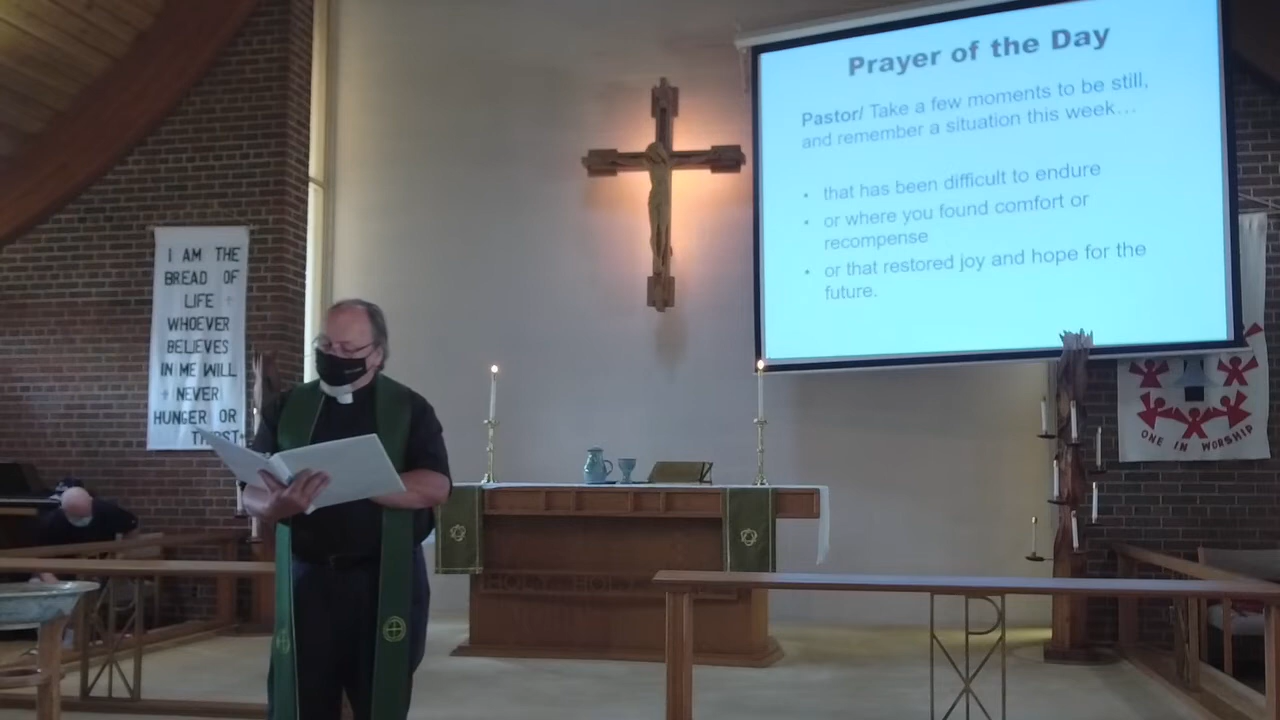 Prayer of the Day
Pastor/ Take a few moments to be still,
and remember a situation this week…
• that has been difficult to endure
• or where you found comfort or
recompense
• or that restored joy and hope for the
future.
I AM THE
BREAD OF
LIFE
WHOEVER
BELIEVES
IN ME WILL
NEVER
HUNGER OR
THIRST
ONE IN WORSHIP